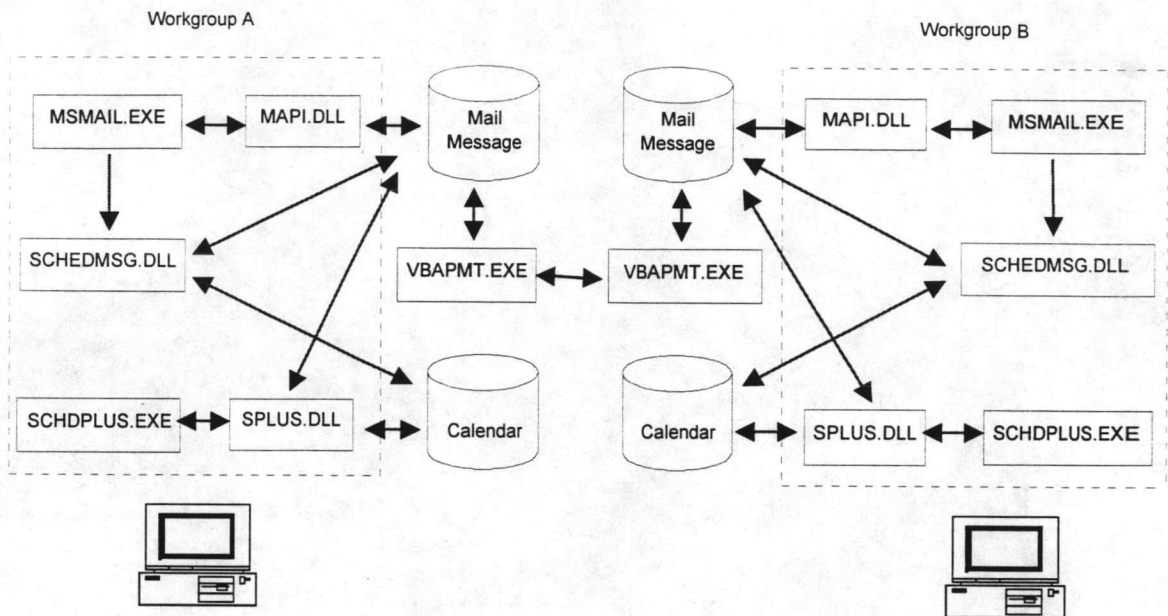 Workgroup A
Workgroup B
MSMAIL.EXE
MAPI.DLL
Mail
Message
Mail
Message
MAPI.DLL
MSMAIL.EXE
SCHEDMSG.DLL
VBAPMT.EXE
VBAPMT.EXE
SCHEDMSG.DLL
SCHDPLUS.EXE
SPLUS.DLL
Calendar
Calendar
SPLUS.DLL
SCHDPLUS.EXE